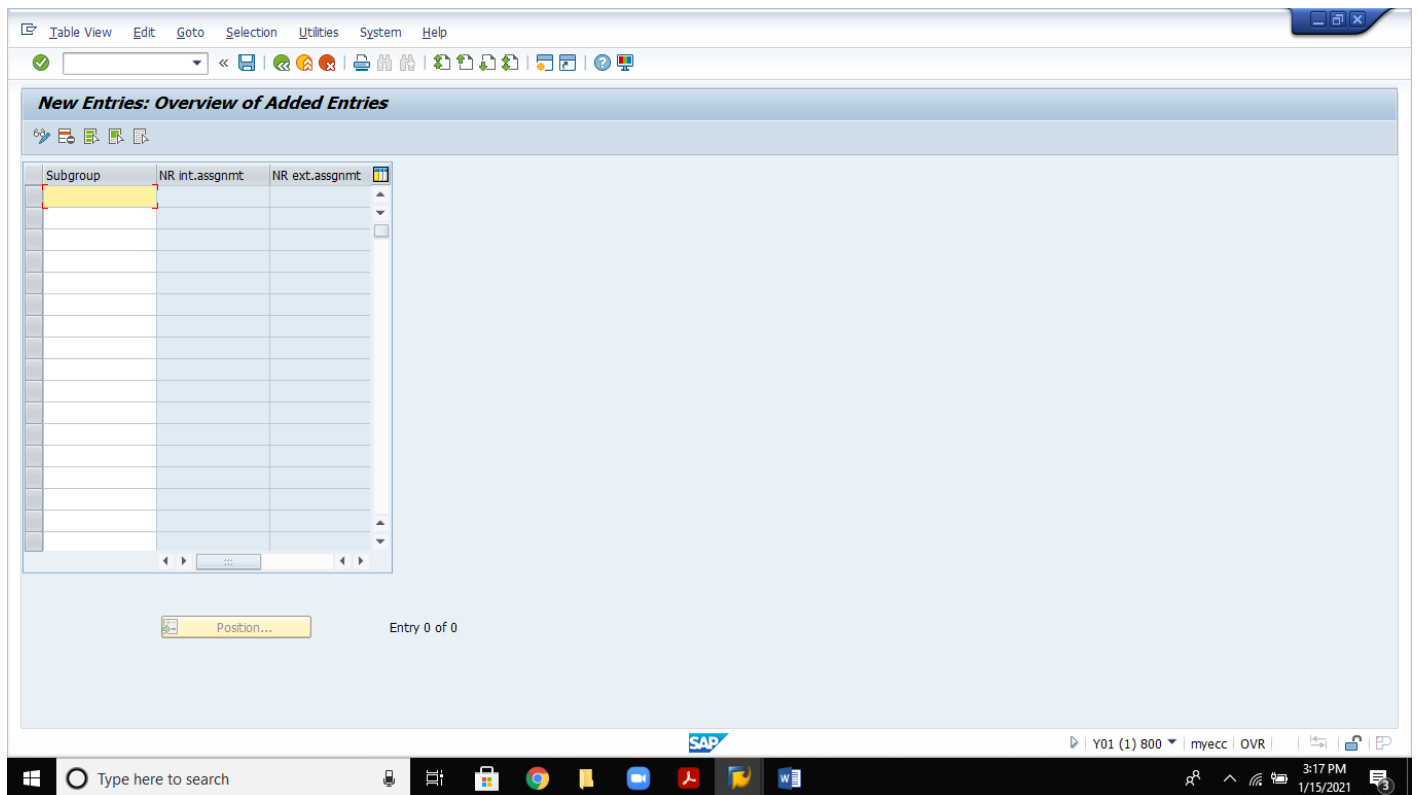 Table View Edit Goto Selection Utilities System Help
New Entries: Overview of Added Entries
Subgroup NR int.assgnmt NR ext.assgnmt
Position... Entry 0 of 0
SAP Y01 (1) 800 myecc OVR
Type here to search
3:17 PM
1/15/2021
3